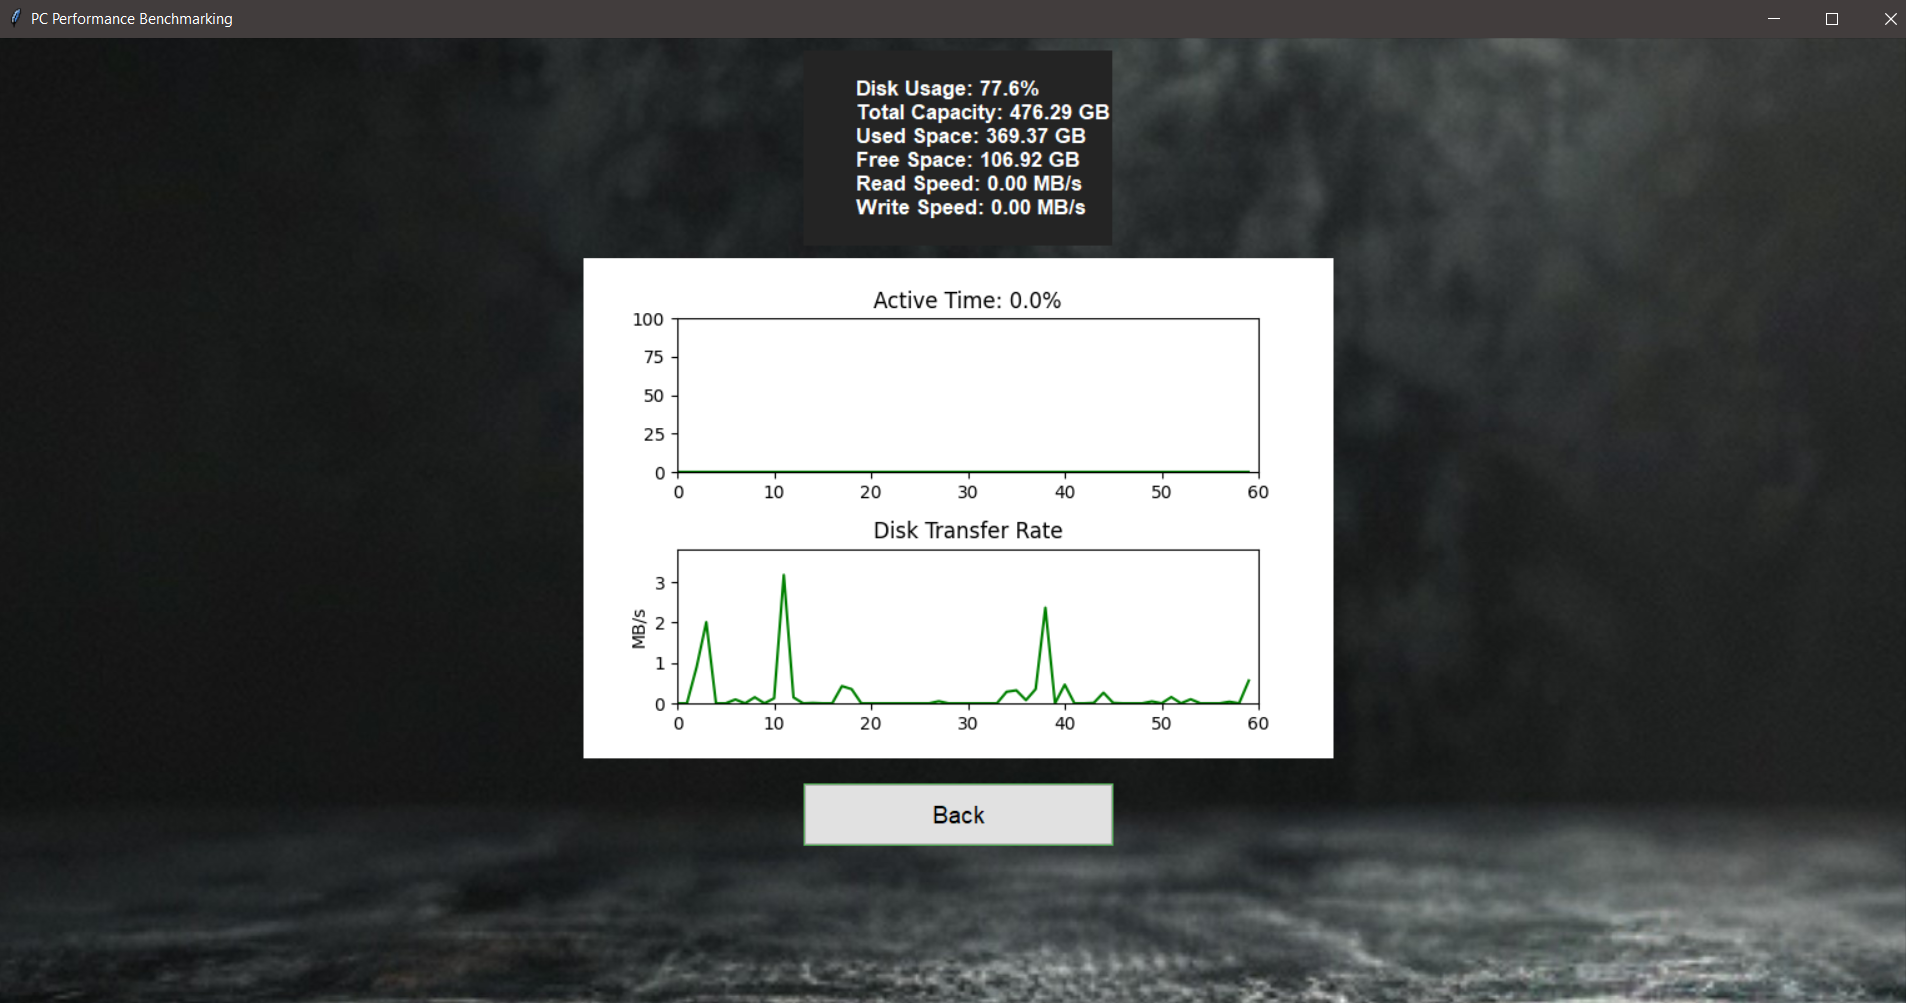 PC Performance Benchmarking
Disk Usage: 77.6%
Total Capacity: 476.29 GB
Used Space: 369.37 GB
Free Space: 106.92 GB
Read Speed: 0.00 MB/s
Write Speed: 0.00 MB/s
Active Time: 0.0%
100
75
50
25
0
0 10 20 30 40 50 60
Disk Transfer Rate
MB/s
3
2
1
0
0 10 20 30 40 50 60
Back